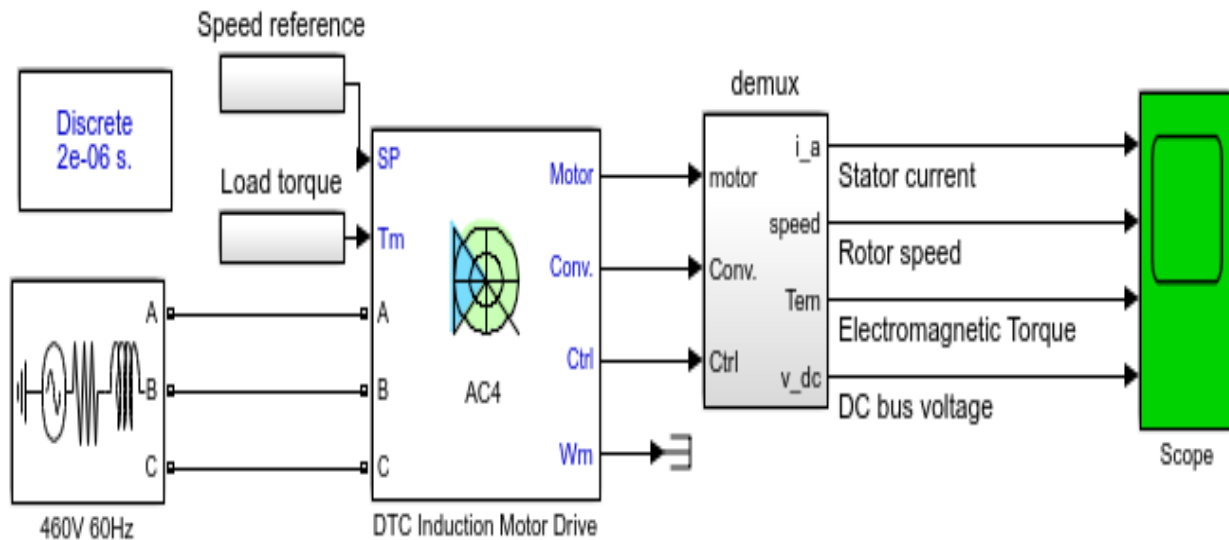 Speed reference
Discrete
2e-06 s.
Load torque
A
B
C
460V 60Hz
SP
Tm
A
B
C
Motor
Conv.
Ctrl
Wm
AC4
DTC Induction Motor Drive
demux
motor
Conv.
Ctrl
i_a
speed
Tem
v_dc
Stator current
Rotor speed
Electromagnetic Torque
DC bus voltage
Scope